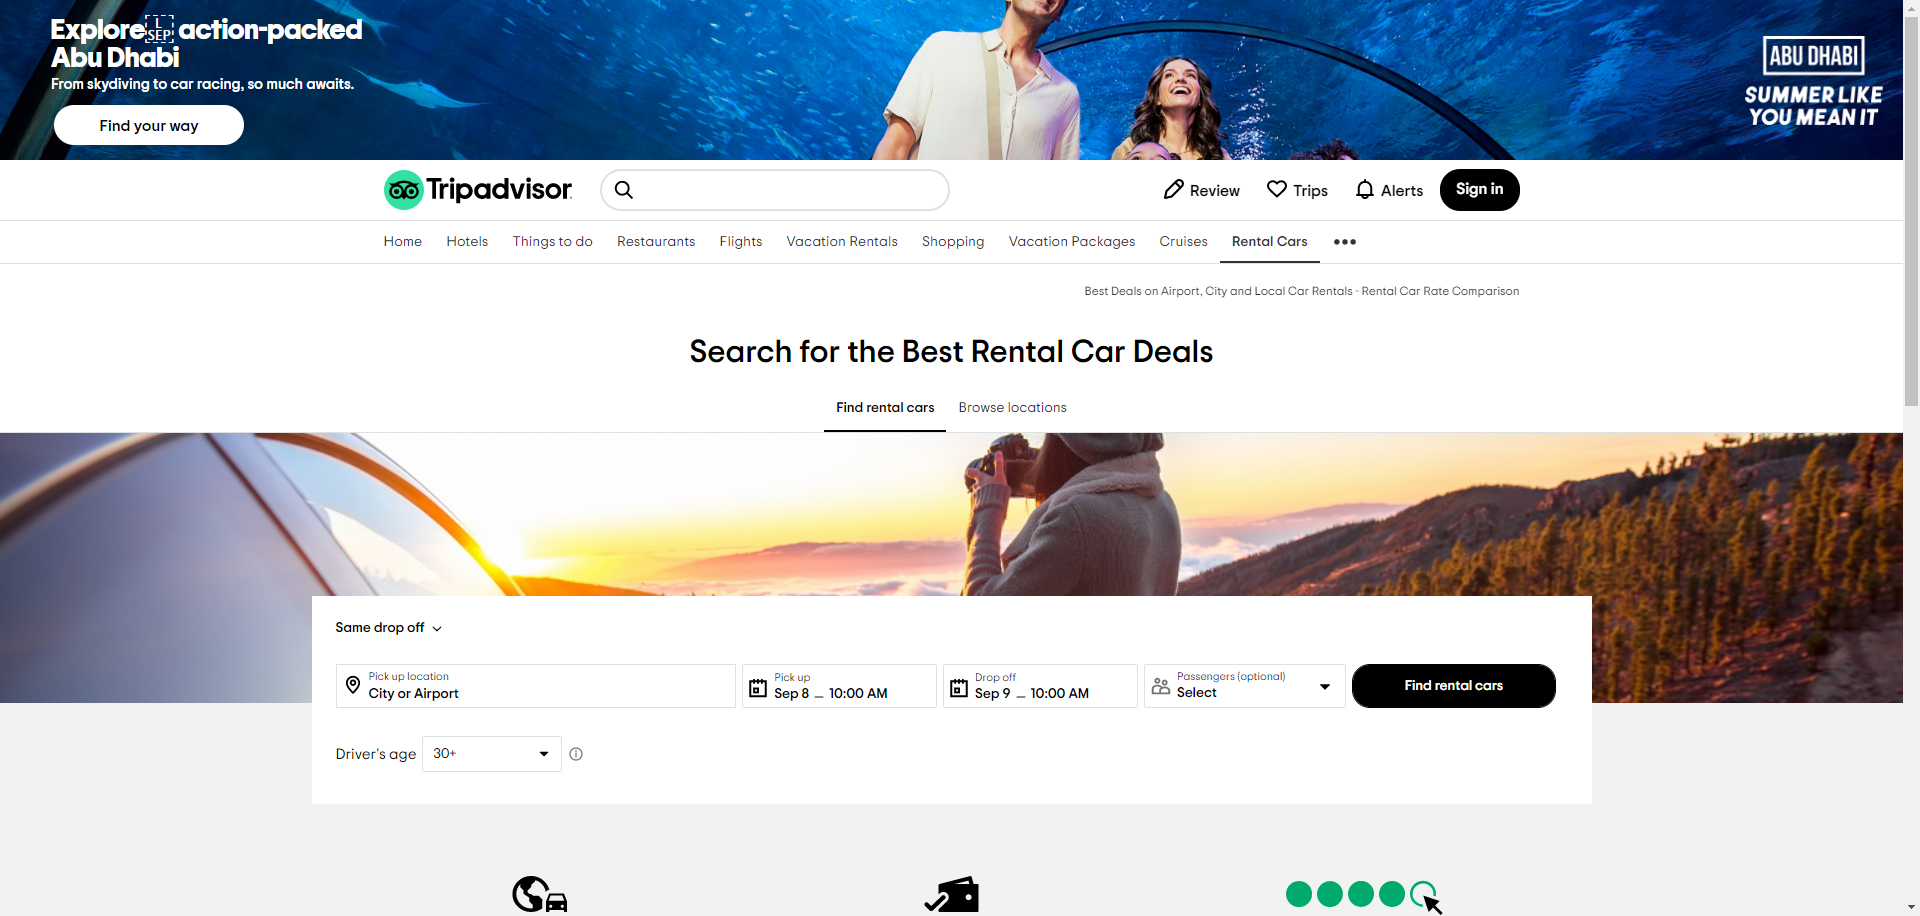 Explore action-packed
Abu Dhabi
From skydiving to car racing, so much awaits.
Find your way
ABU DHABI
SUMMER LIKE
YOU MEAN IT
Tripadvisor
Review
Trips
Alerts
Sign in
Home
Hotels
Things to do
Restaurants
Flights
Vacation Rentals
Shopping
Vacation Packages
Cruises
Rental Cars
Best Deals on Airport, City and Local Car Rentals - Rental Car Rate Comparison
Search for the Best Rental Car Deals
Find rental cars
Browse locations
Same drop off
Pick up location
City or Airport
Pick up
Sep 8 – 10:00 AM
Drop off
Sep 9 – 10:00 AM
Passengers (optional)
Select
Find rental cars
Driver's age
30+